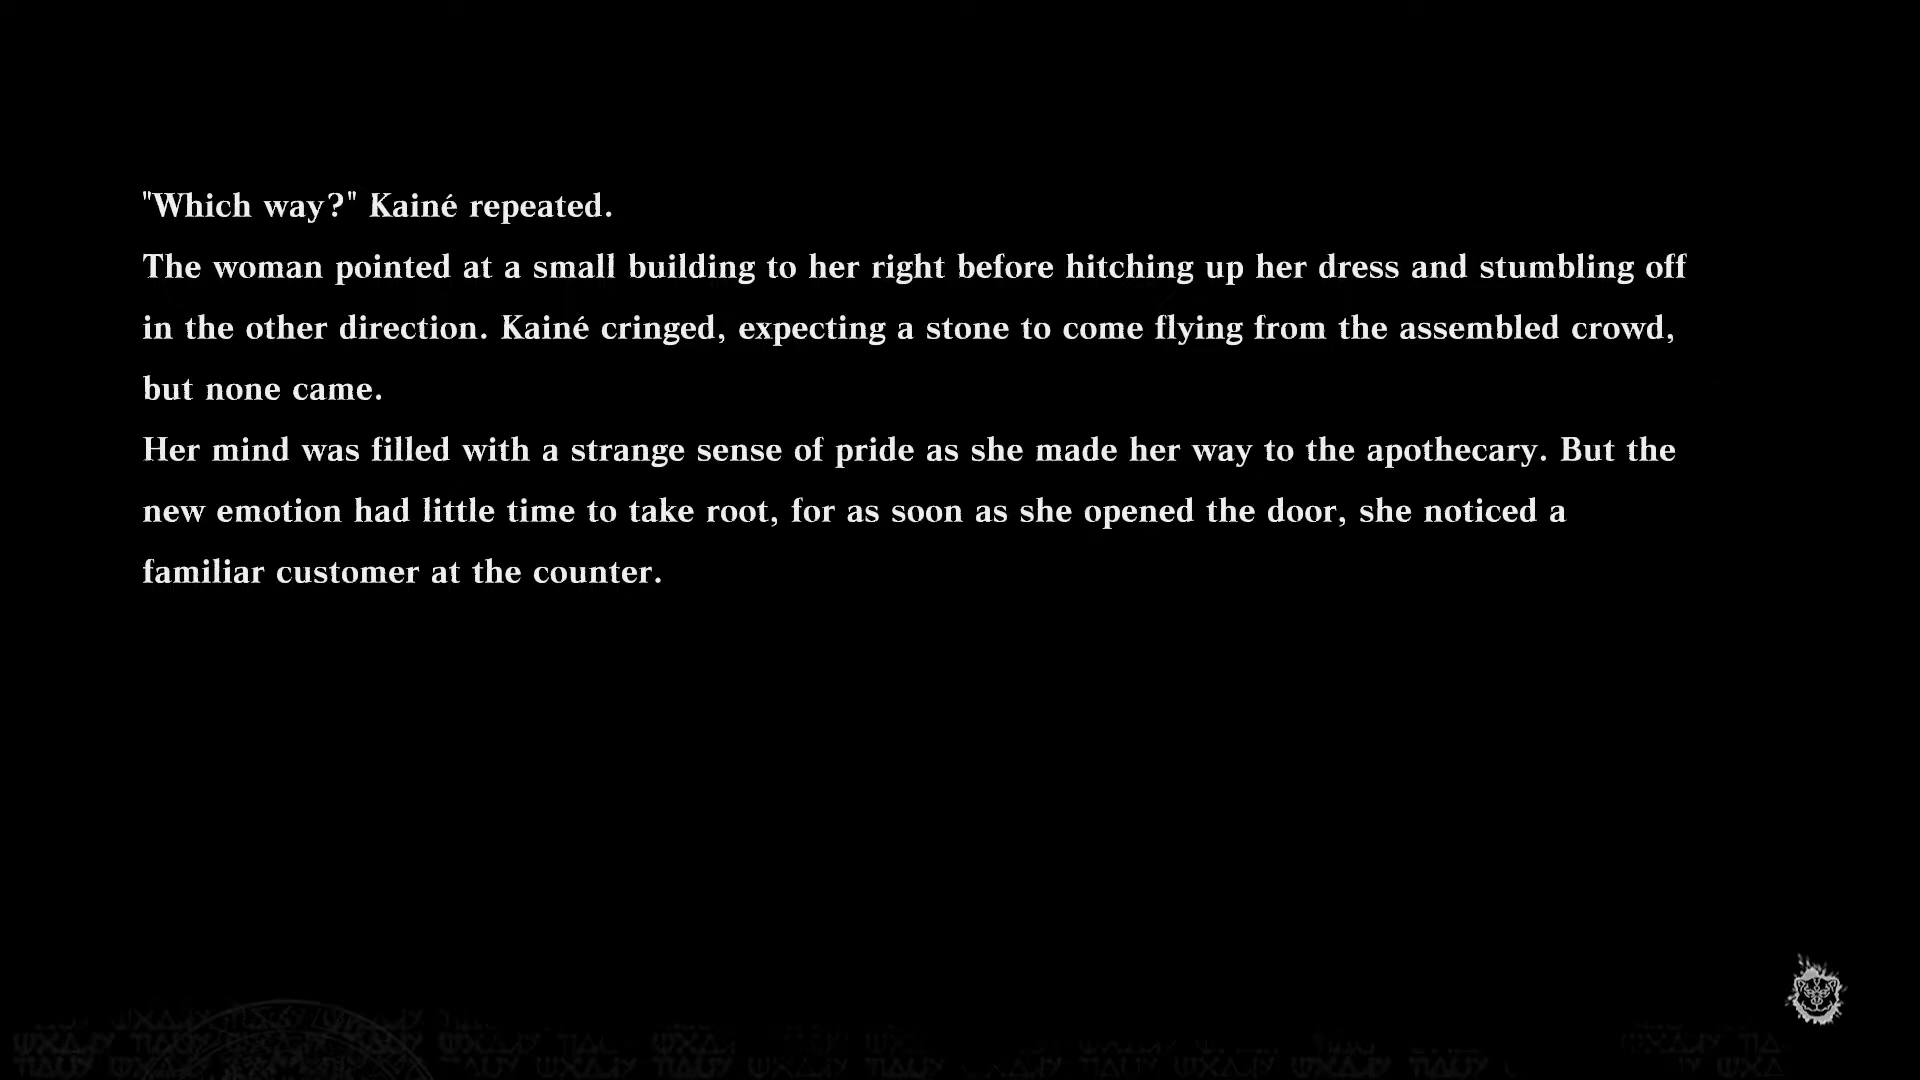 "Which way?" Kainé repeated.
The woman pointed at a small building to her right before hitching up her dress and stumbling off
in the other direction. Kainé cringed, expecting a stone to come flying from the assembled crowd,
but none came.
Her mind was filled with a strange sense of pride as she made her way to the apothecary. But the
new emotion had little time to take root, for as soon as she opened the door, she noticed a
familiar customer at the counter.